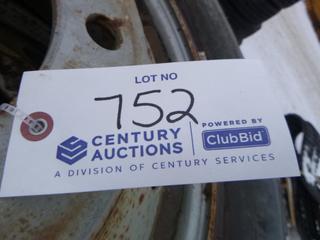 LOT NO
752
CENTURY AUCTIONS
POWERED BY ClubBid
A DIVISION OF CENTURY SERVICES